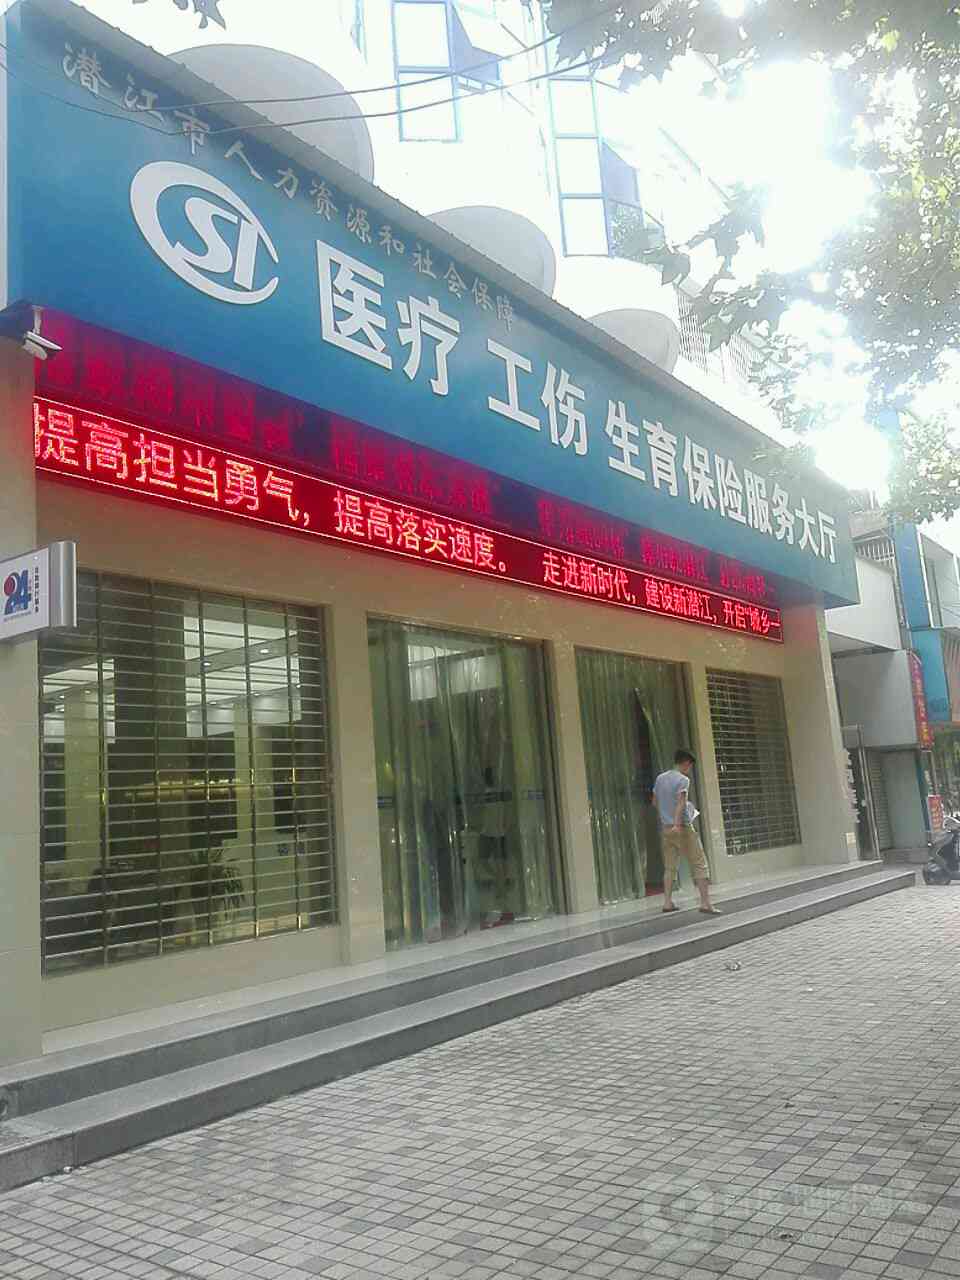 潜江市人力资源和社会保障
SI
医疗 工伤 生育保险服务大厅
提高担当勇气，提高落实速度。 走进新时代，建设新潜江，开启"城乡一
24